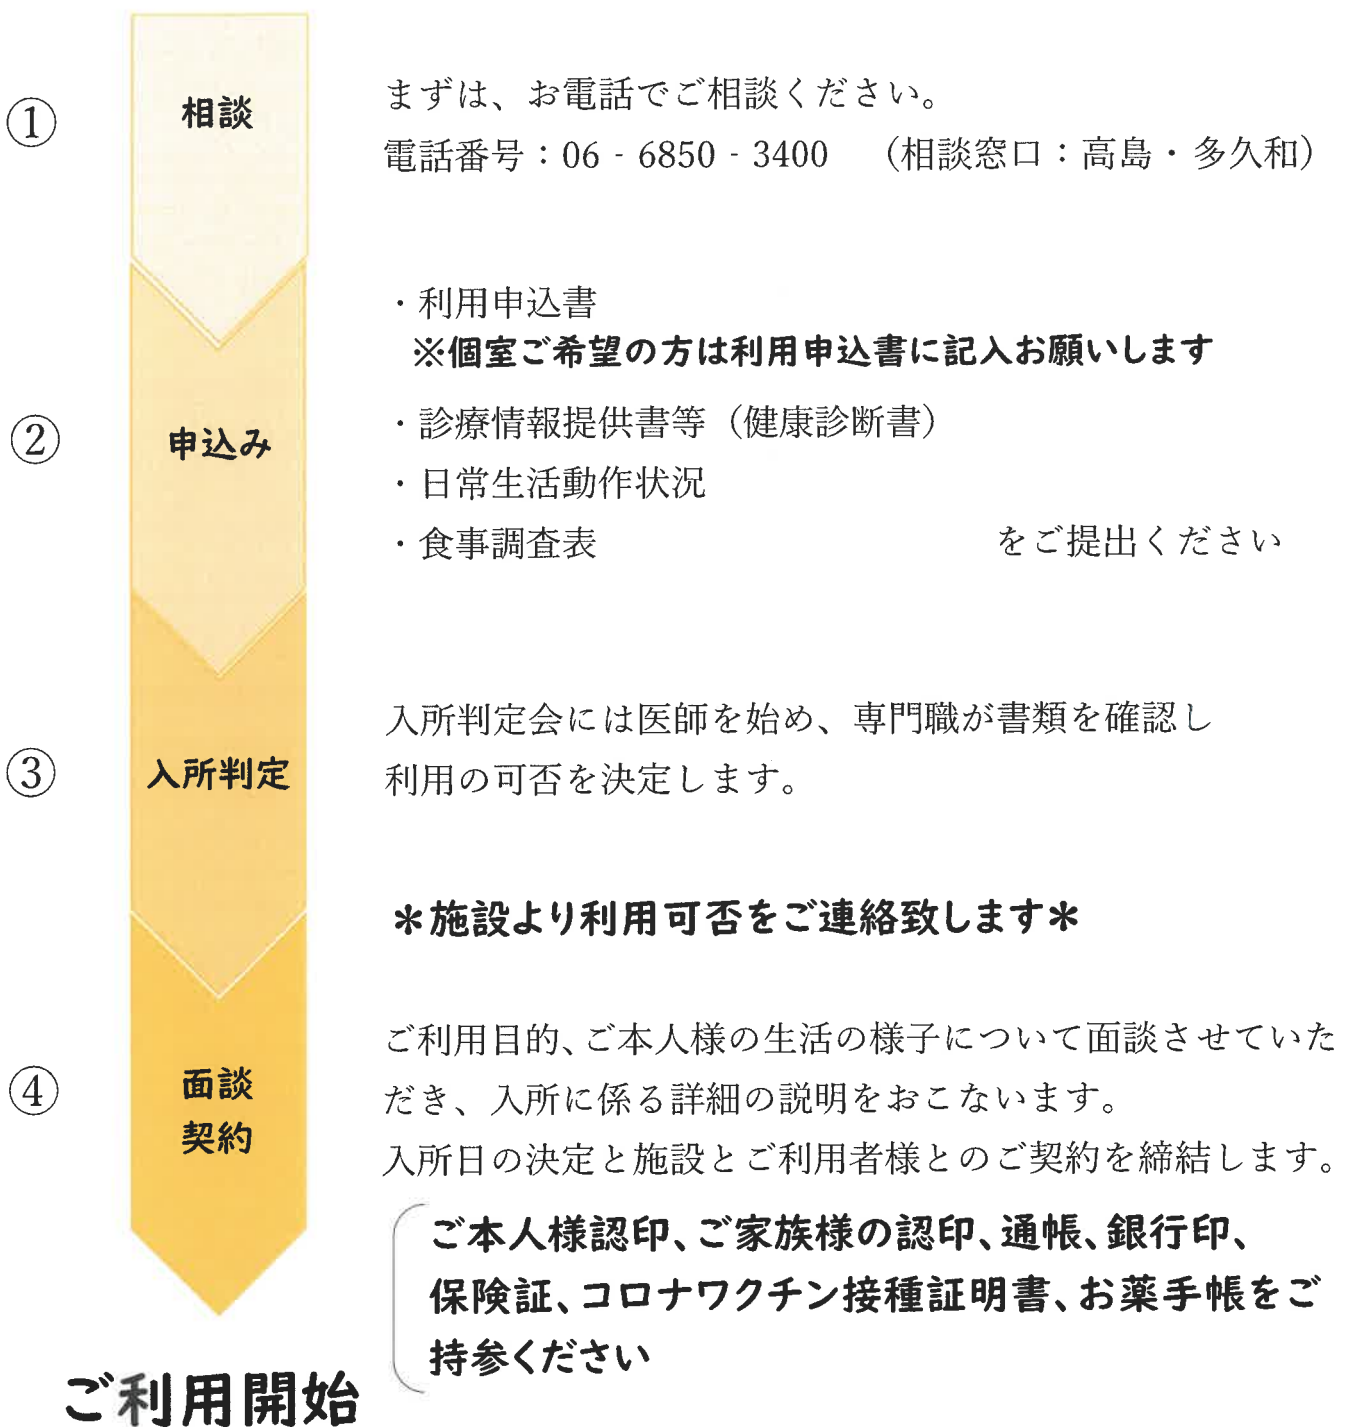 ①
相談
まずは、お電話でご相談ください。
電話番号：06 - 6850 - 3400　（相談窓口：高島・多久和）
②
申込み
・利用申込書
※個室ご希望の方は利用申込書に記入お願いします
・診療情報提供書等（健康診断書）
・日常生活動作状況
・食事調査表　をご提出ください
③
入所判定
入所判定会には医師を始め、専門職が書類を確認し
利用の可否を決定します。
＊施設より利用可否をご連絡致します＊
④
面談
契約
ご利用目的、ご本人様の生活の様子について面談させていた
だき、入所に係る詳細の説明をおこないます。
入所日の決定と施設とご利用者様とのご契約を締結します。
ご本人様認印、ご家族様の認印、通帳、銀行印、
保険証、コロナワクチン接種証明書、お薬手帳をご
持参ください
ご利用開始